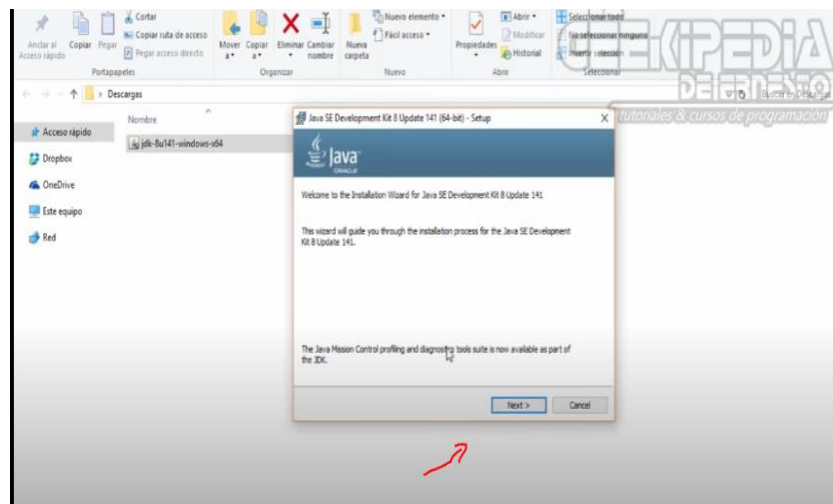 Cortar
Copiar ruta de acceso
Pegar acceso directo
Anclar al
Acceso rápido
Copiar
Pegar
Mover
a
Copiar
a
Eliminar
Cambiar
nombre
Nueva
carpeta
Nuevo elemento
Fácil acceso
Propiedades
Abrir
Modificar
Historial
Seleccionar todo
No seleccionar ninguno
Invertir selección
Portapapeles
Organizar
Nuevo
Abrir
Seleccionar
GEEKIPEDIA
DE ERNESTO
tutoriales & cursos de programación
Descargas
Buscar en Descargas
Nombre
Acceso rápido
Dropbox
OneDrive
Este equipo
Red
jdk-8u141-windows-x64
Java SE Development Kit 8 Update 141 (64-bit) - Setup
Java
ORACLE
Welcome to the Installation Wizard for Java SE Development Kit 8 Update 141
This wizard will guide you through the installation process for the Java SE Development
Kit 8 Update 141.
The Java Mission Control profiling and diagnostics tools suite is now available as part of
the JDK.
Next >
Cancel